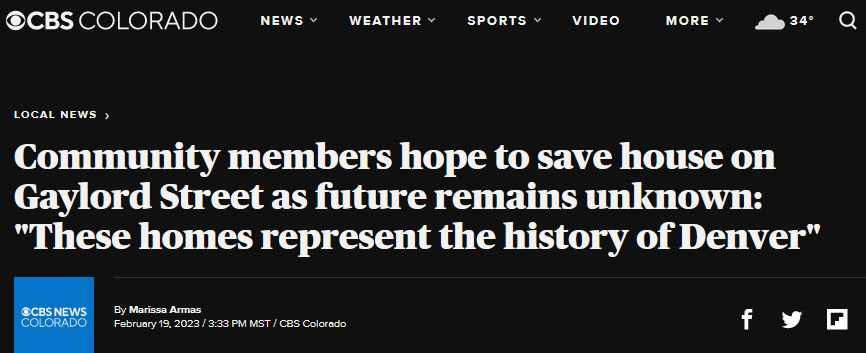 CBS COLORADO NEWS WEATHER SPORTS VIDEO MORE 34°
LOCAL NEWS ›
Community members hope to save house on
Gaylord Street as future remains unknown:
"These homes represent the history of Denver"
CBS NEWS
COLORADO
By Marissa Armas
February 19, 2023 / 3:33 PM MST / CBS Colorado